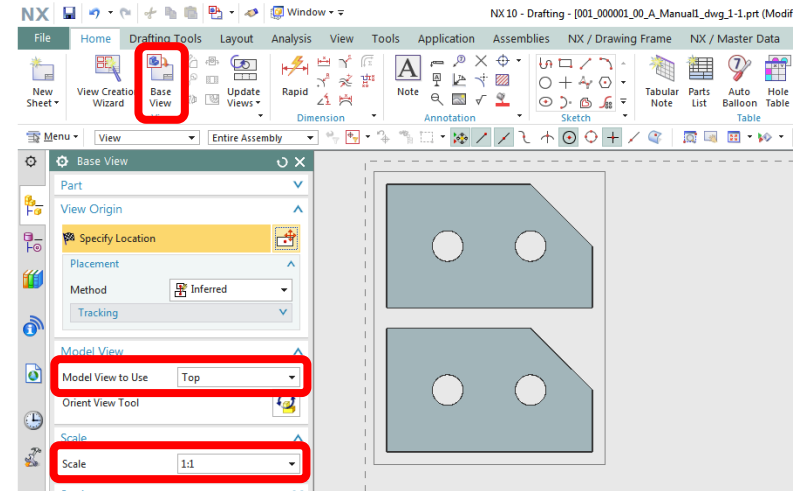 NX Window NX 10 - Drafting - [001_000001_00_A_Manual1_dwg_1-1.prt (Modif
File Home Drafting Tools Layout Analysis View Tools Application Assemblies NX / Drawing Frame NX / Master Data
New Sheet View Creation Wizard Base View Update Views Rapid Note Tabular Note Parts List Auto Balloon Hole Table
Dimension Annotation Sketch Table
Menu View Entire Assembly
Base View
Part
View Origin
Specify Location
Placement
Method Inferred
Tracking
Model View
Model View to Use Top
Orient View Tool
Scale
Scale 1:1